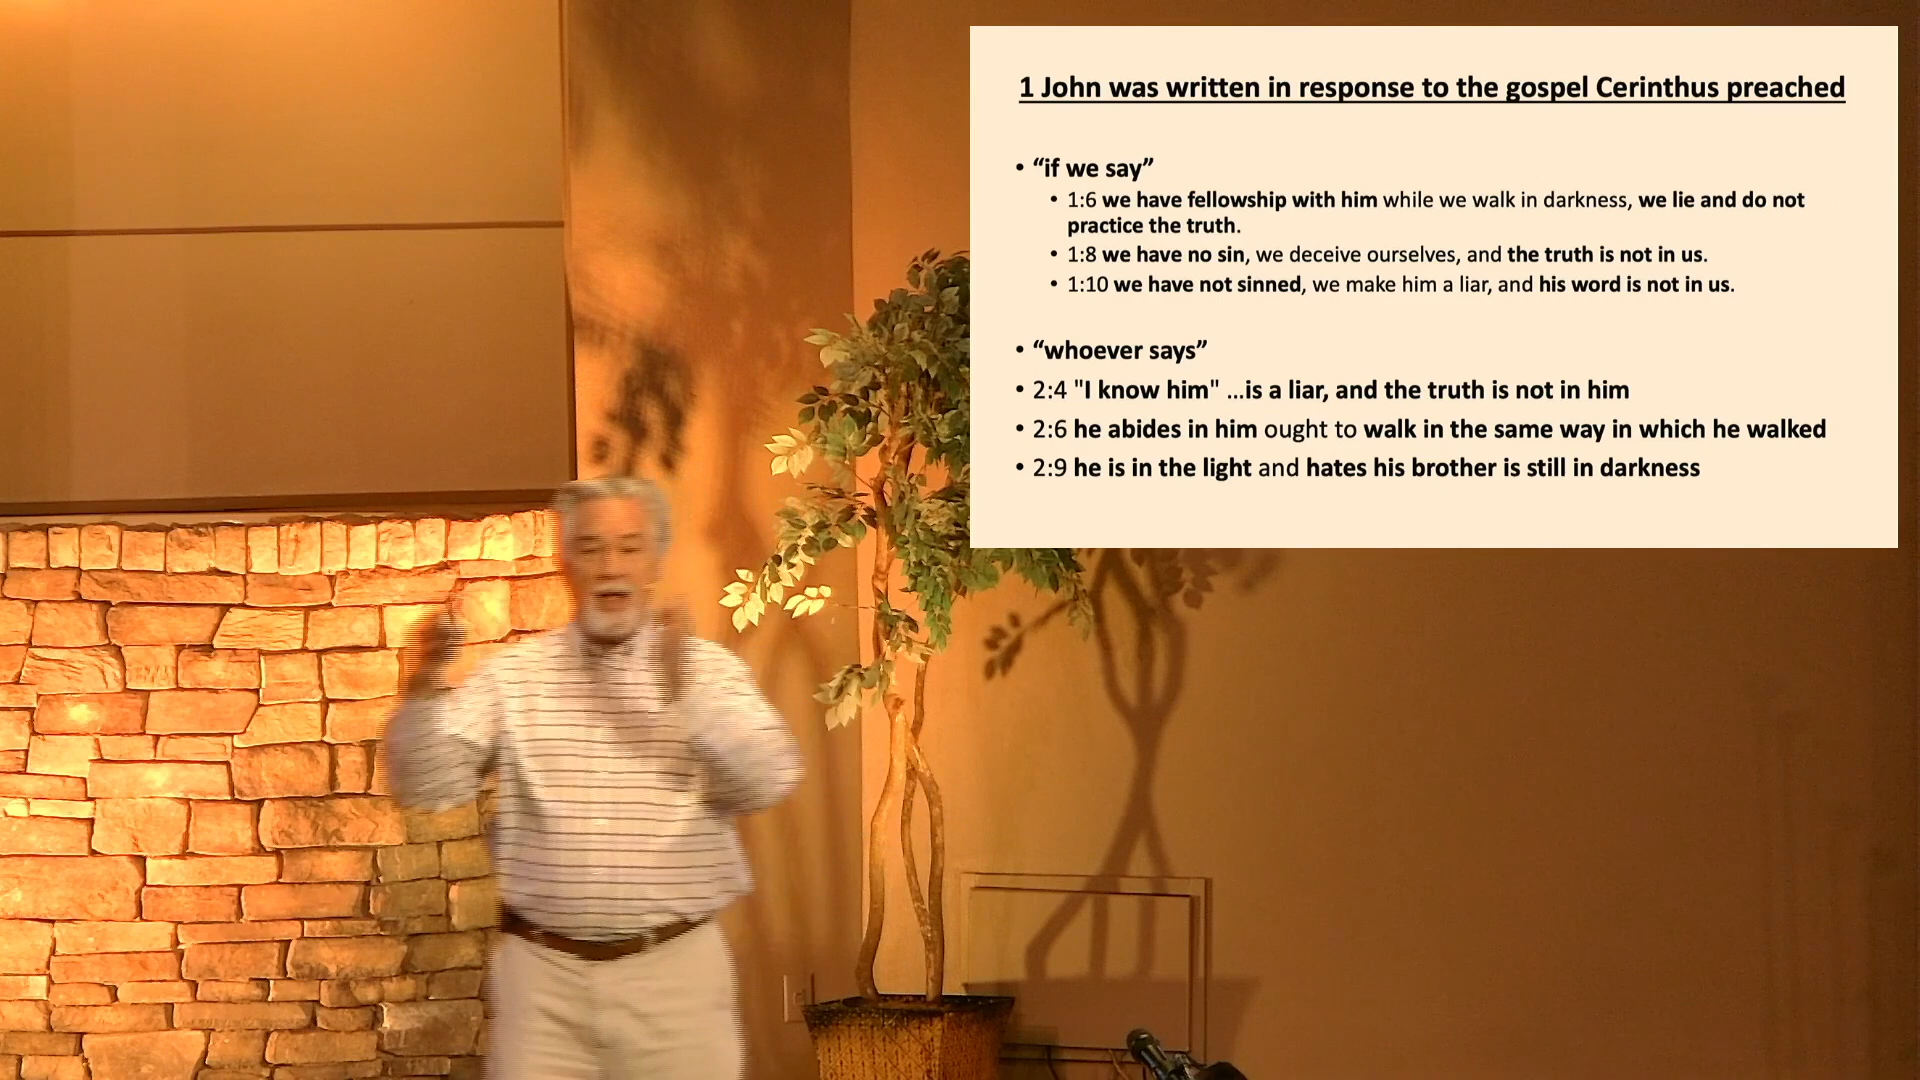 1 John was written in response to the gospel Cerinthus preached
• “if we say”
• 1:6 we have fellowship with him while we walk in darkness, we lie and do not
practice the truth.
• 1:8 we have no sin, we deceive ourselves, and the truth is not in us.
• 1:10 we have not sinned, we make him a liar, and his word is not in us.
• “whoever says”
• 2:4 "I know him" ...is a liar, and the truth is not in him
• 2:6 he abides in him ought to walk in the same way in which he walked
• 2:9 he is in the light and hates his brother is still in darkness